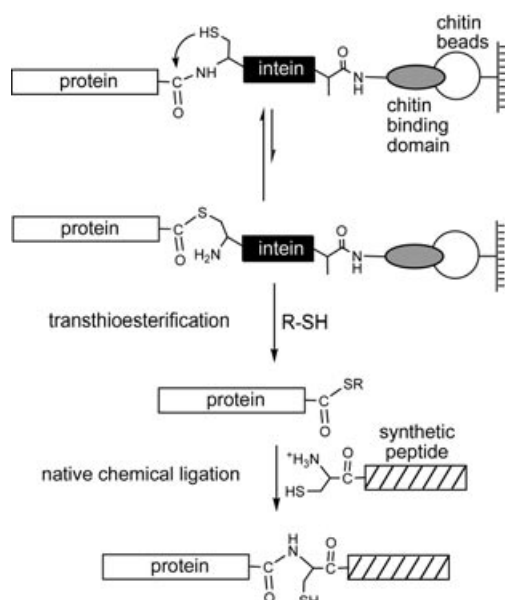 HS
chitin
beads
protein
C
NH
intein
O
O
N
H
chitin
binding
domain
protein
C
S
O
H₂N
intein
O
N
H
transthioesterification
R-SH
protein
C
SR
O
native chemical ligation
⁺H₃N
O
C
HS
synthetic
peptide
protein
C
O
H
N
O
C
SH